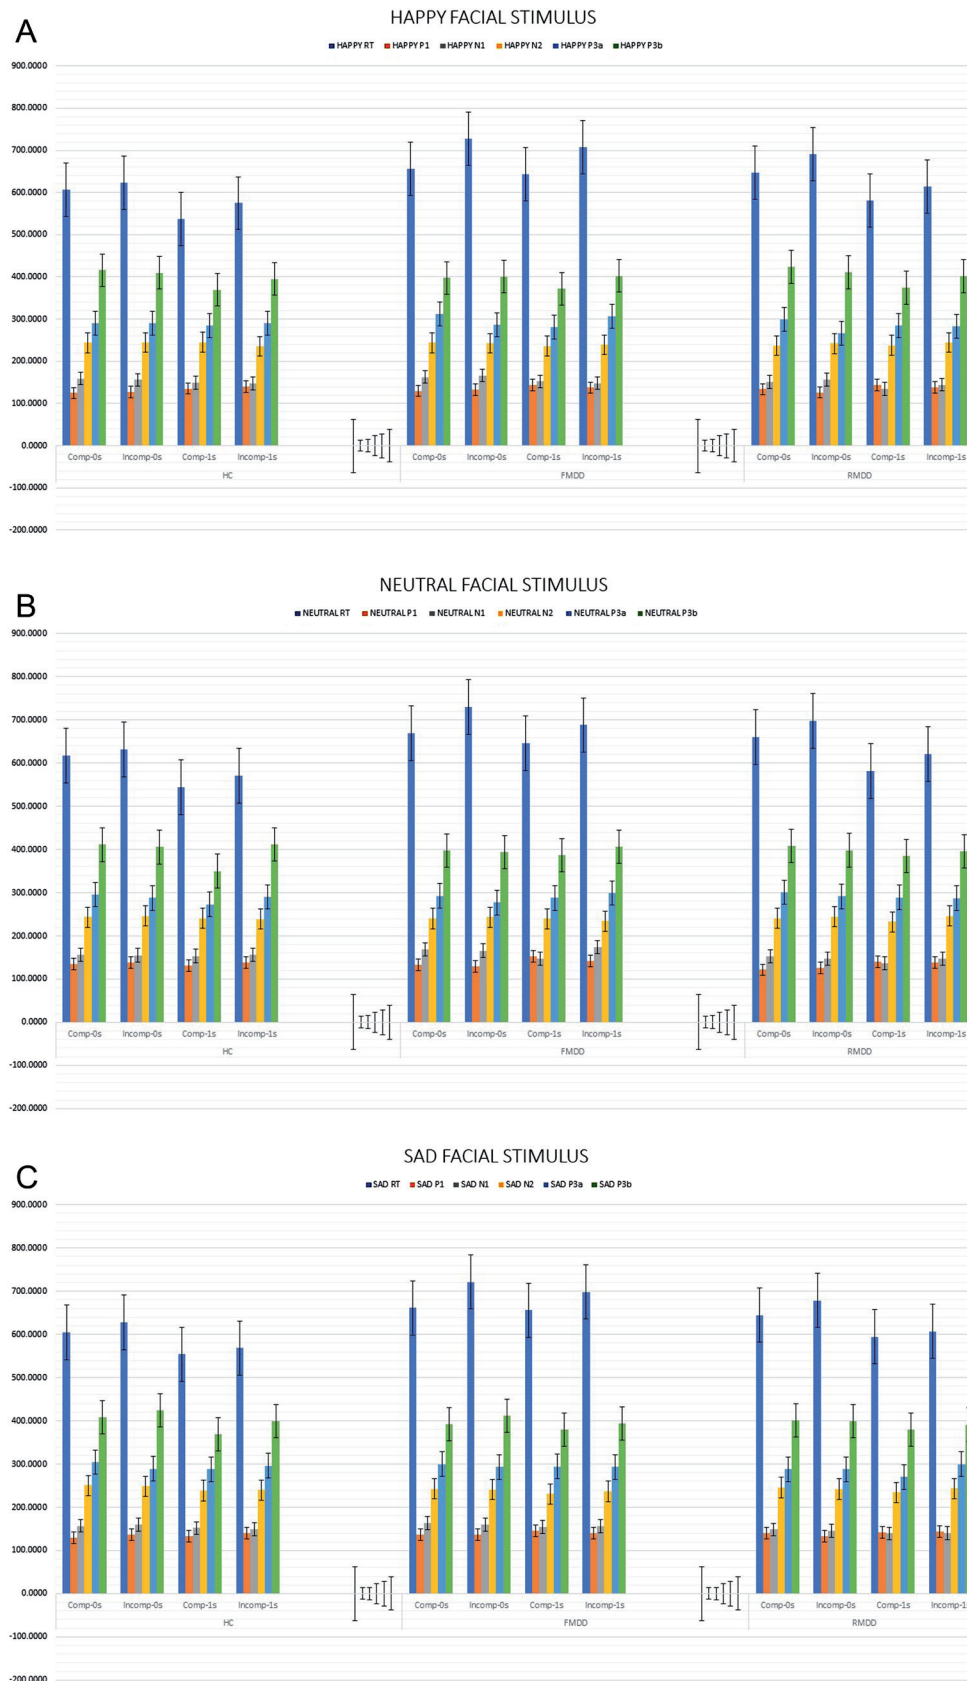 A
HAPPY FACIAL STIMULUS
HAPPY RT HAPPY P1 HAPPY N1 HAPPY N2 HAPPY P3a HAPPY P3b
900.0000
800.0000
700.0000
600.0000
500.0000
400.0000
300.0000
200.0000
100.0000
0.0000
Comp-0s Incomp-0s Comp-1s Incomp-1s Comp-0s Incomp-0s Comp-1s Incomp-1s Comp-0s Incomp-0s Comp-1s Incomp-1s
HC FMDD RMDD
-100.0000
-200.0000
B
NEUTRAL FACIAL STIMULUS
NEUTRAL RT NEUTRAL P1 NEUTRAL N1 NEUTRAL N2 NEUTRAL P3a NEUTRAL P3b
900.0000
800.0000
700.0000
600.0000
500.0000
400.0000
300.0000
200.0000
100.0000
0.0000
Comp-0s Incomp-0s Comp-1s Incomp-1s Comp-0s Incomp-0s Comp-1s Incomp-1s Comp-0s Incomp-0s Comp-1s Incomp-1s
HC FMDD RMDD
-100.0000
-200.0000
C
SAD FACIAL STIMULUS
SAD RT SAD P1 SAD N1 SAD N2 SAD P3a SAD P3b
900.0000
800.0000
700.0000
600.0000
500.0000
400.0000
300.0000
200.0000
100.0000
0.0000
Comp-0s Incomp-0s Comp-1s Incomp-1s Comp-0s Incomp-0s Comp-1s Incomp-1s Comp-0s Incomp-0s Comp-1s Incomp-1s
HC FMDD RMDD
-100.0000
-200.0000